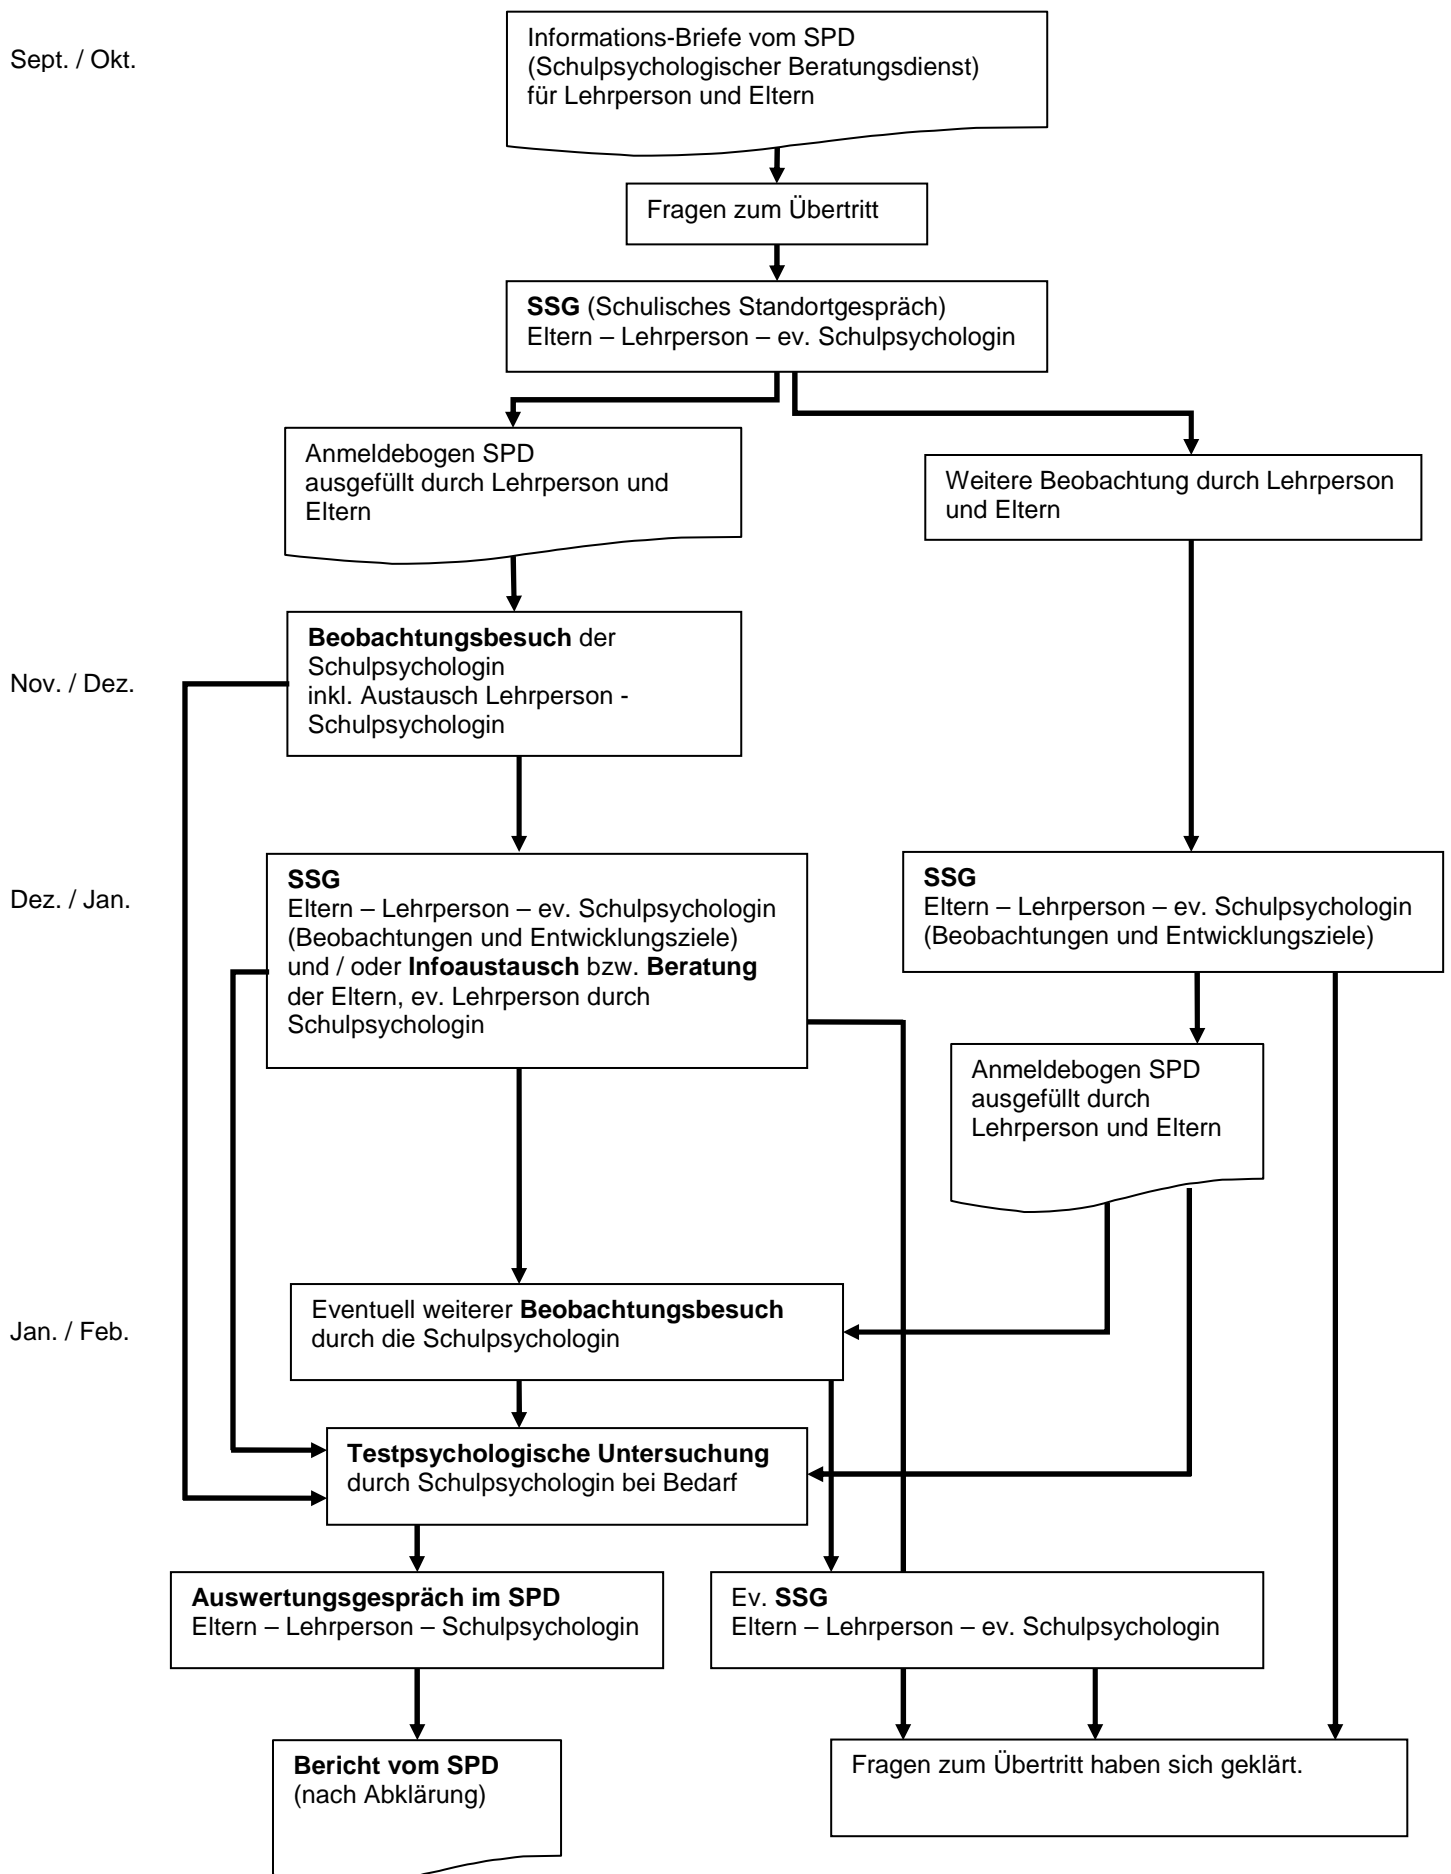 Sept. / Okt.
Informations-Briefe vom SPD
(Schulpsychologischer Beratungsdienst)
für Lehrperson und Eltern
Fragen zum Übertritt
SSG (Schulisches Standortgespräch)
Eltern – Lehrperson – ev. Schulpsychologin
Anmeldebogen SPD
ausgefüllt durch Lehrperson und
Eltern
Weitere Beobachtung durch Lehrperson
und Eltern
Nov. / Dez.
Beobachtungsbesuch der
Schulpsychologin
inkl. Austausch Lehrperson -
Schulpsychologin
Dez. / Jan.
SSG
Eltern – Lehrperson – ev. Schulpsychologin
(Beobachtungen und Entwicklungsziele)
und / oder Infoaustausch bzw. Beratung
der Eltern, ev. Lehrperson durch
Schulpsychologin
SSG
Eltern – Lehrperson – ev. Schulpsychologin
(Beobachtungen und Entwicklungsziele)
Anmeldebogen SPD
ausgefüllt durch
Lehrperson und Eltern
Jan. / Feb.
Eventuell weiterer Beobachtungsbesuch
durch die Schulpsychologin
Testpsychologische Untersuchung
durch Schulpsychologin bei Bedarf
Auswertungsgespräch im SPD
Eltern – Lehrperson – Schulpsychologin
Ev. SSG
Eltern – Lehrperson – ev. Schulpsychologin
Bericht vom SPD
(nach Abklärung)
Fragen zum Übertritt haben sich geklärt.